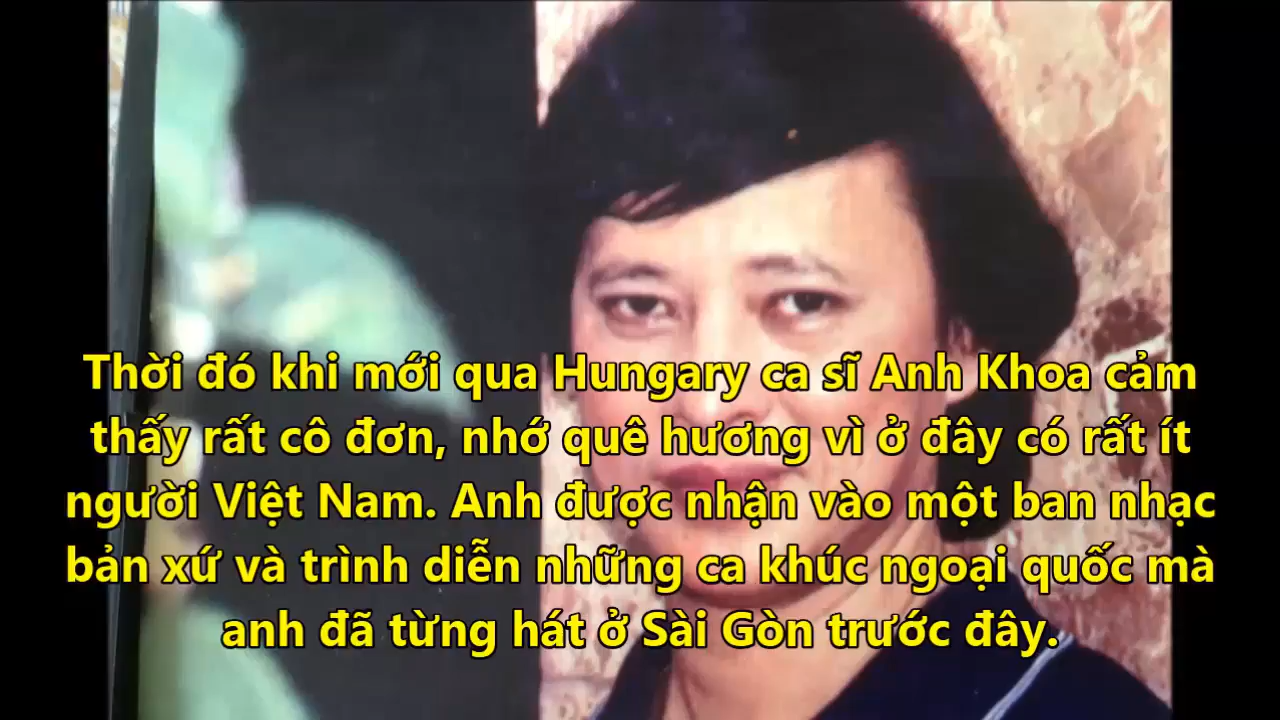 Thời đó khi mới qua Hungary ca sĩ Anh Khoa cảm
thấy rất cô đơn, nhớ quê hương vì ở đây có rất ít
người Việt Nam. Anh được nhận vào một ban nhạc
bản xứ và trình diễn những ca khúc ngoại quốc mà
anh đã từng hát ở Sài Gòn trước đây.